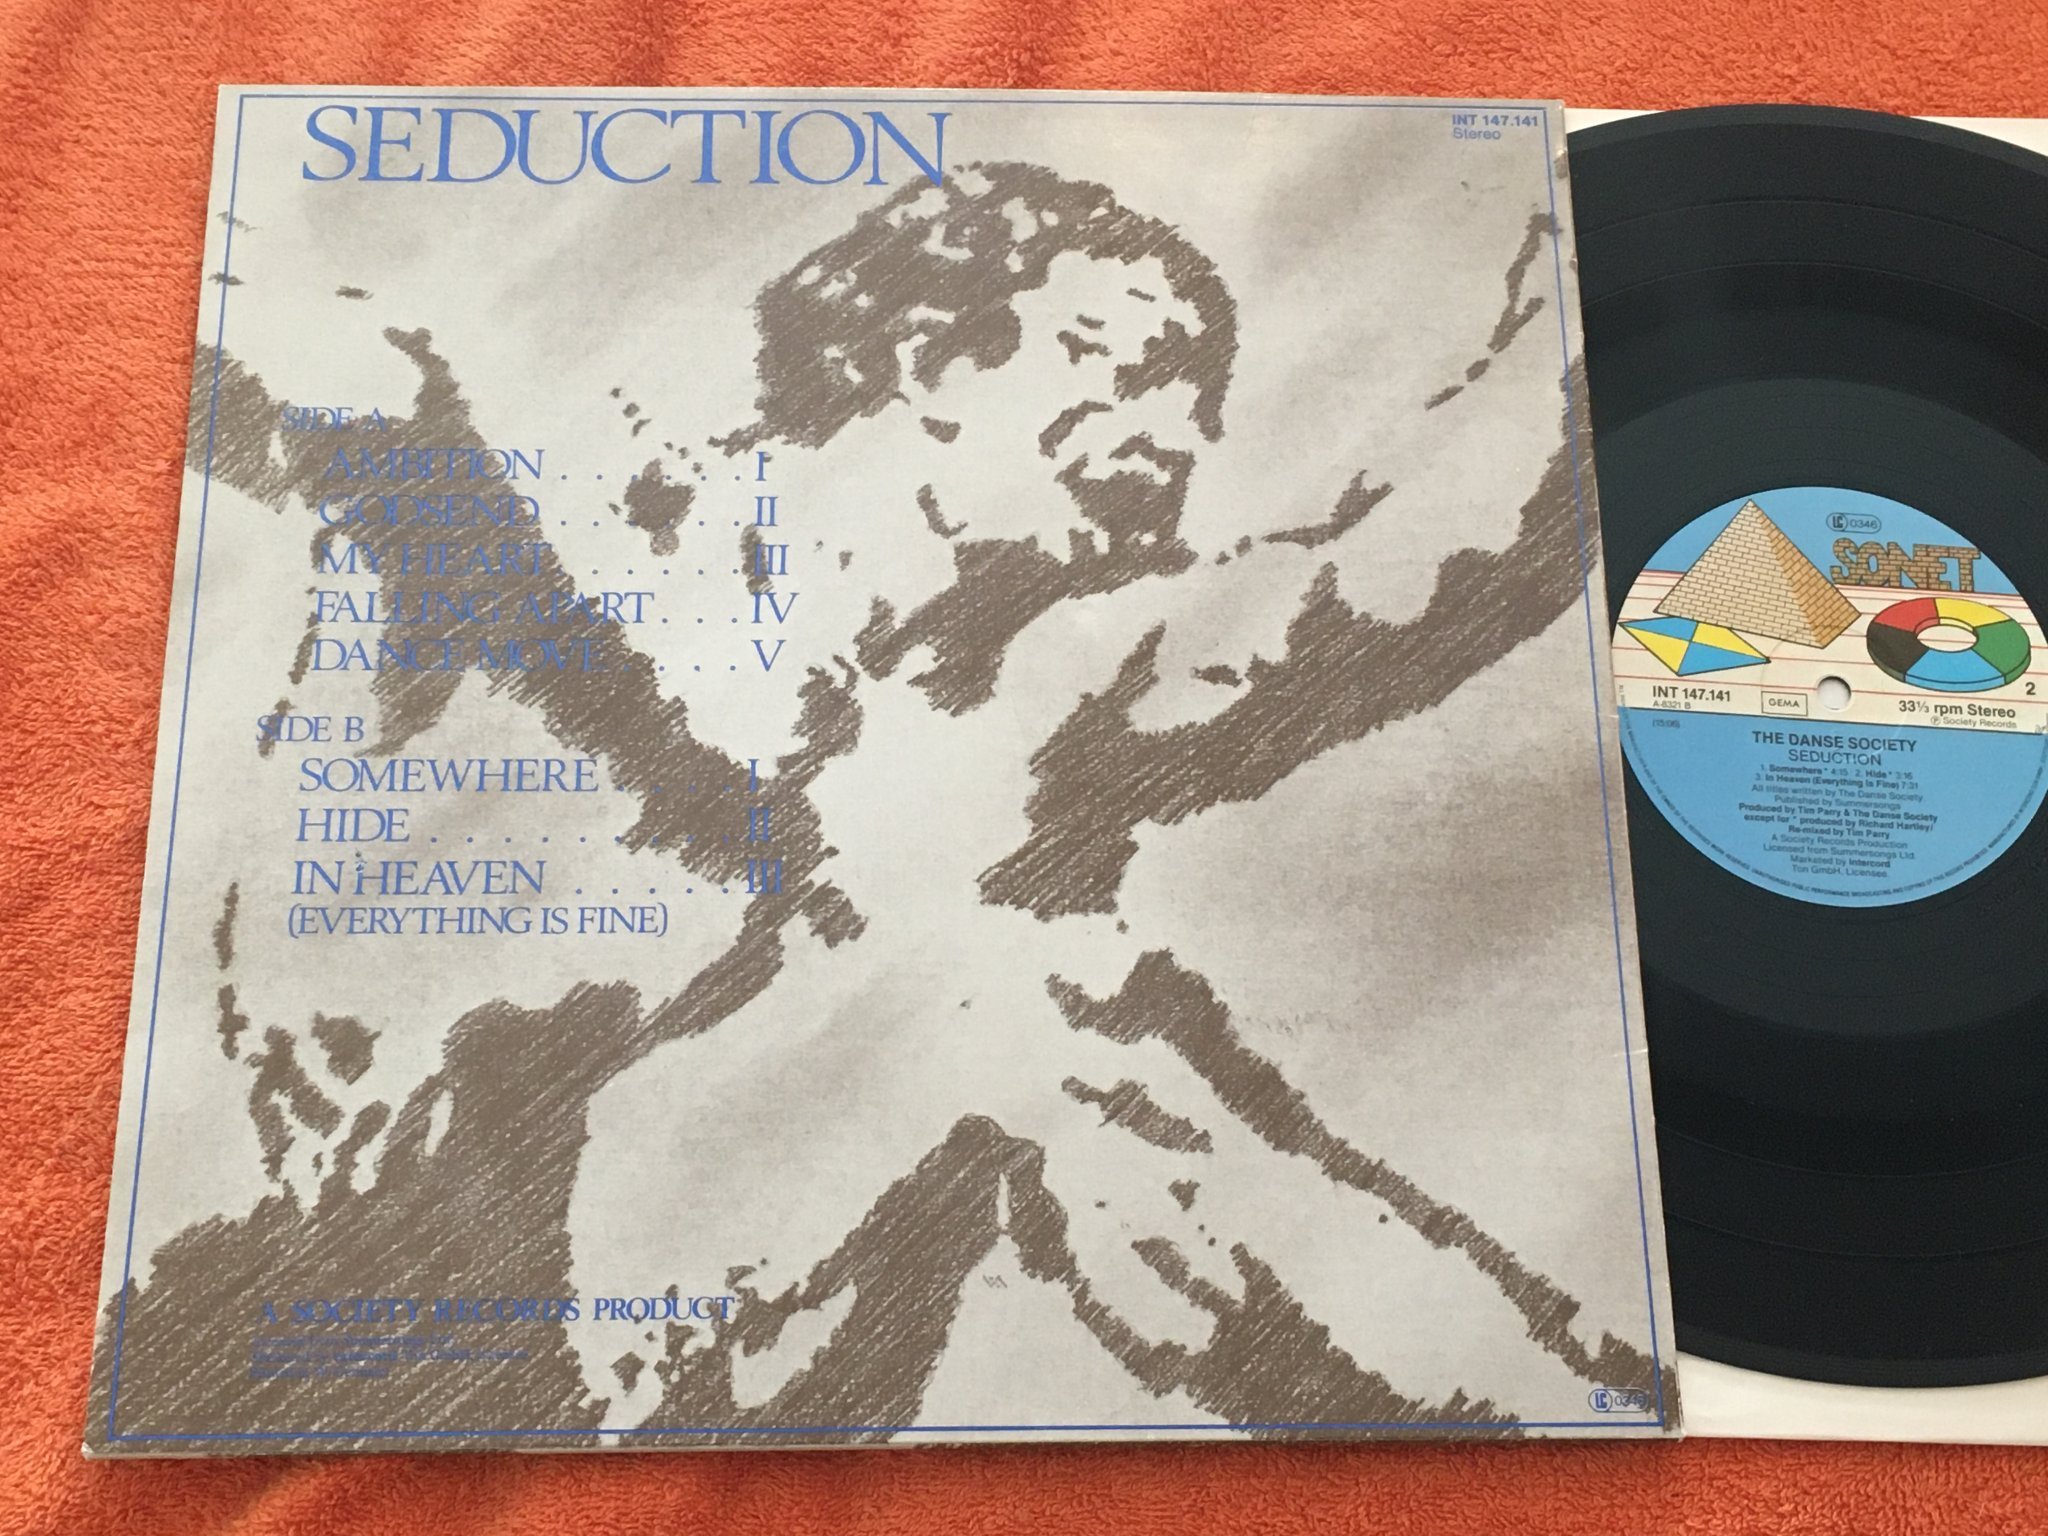 SEDUCTION
INT 147.141
Stereo
SIDE A
AMBITION . . . . . . . I
GODSEND . . . . . . . II
MY HEART . . . . . . III
FALLING APART . . . IV
DANCE MOVE . . . . V
SIDE B
SOMEWHERE . . . . I
HIDE . . . . . . . . . II
IN HEAVEN . . . . . III
(EVERYTHING IS FINE)
A SOCIETY RECORDS PRODUCT
LC 0346
LC 0346
SONET
INT 147.141
A-8321 B
GEMA
33⅓ rpm Stereo
2
℗ Society Records
(15:06)
THE DANSE SOCIETY
SEDUCTION
1. Somewhere * 4:15 2. Hide * 3:16
3. In Heaven (Everything Is Fine) 7:31
All titles written by The Danse Society
Published by Summersongs
Produced by Tim Parry & The Danse Society
except for * produced by Richard Hartley/
Re-mixed by Tim Parry
A Society Records Production
Licensed from Summersongs Ltd.
Marketed by Intercord
Ton GmbH, Licensee.